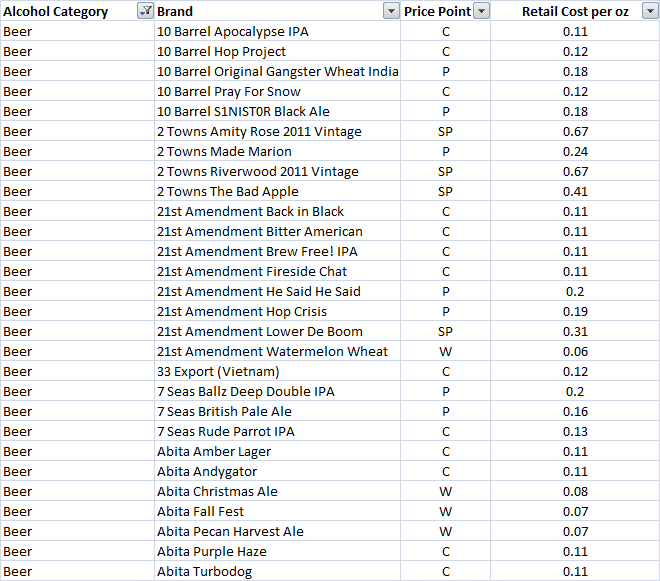 Alcohol Category Brand Price Point Retail Cost per oz
Beer 10 Barrel Apocalypse IPA C 0.11
Beer 10 Barrel Hop Project C 0.12
Beer 10 Barrel Original Gangster Wheat India P 0.18
Beer 10 Barrel Pray For Snow C 0.12
Beer 10 Barrel S1NIST0R Black Ale P 0.18
Beer 2 Towns Amity Rose 2011 Vintage SP 0.67
Beer 2 Towns Made Marion P 0.24
Beer 2 Towns Riverwood 2011 Vintage SP 0.67
Beer 2 Towns The Bad Apple SP 0.41
Beer 21st Amendment Back in Black C 0.11
Beer 21st Amendment Bitter American C 0.11
Beer 21st Amendment Brew Free! IPA C 0.11
Beer 21st Amendment Fireside Chat C 0.11
Beer 21st Amendment He Said He Said P 0.2
Beer 21st Amendment Hop Crisis P 0.19
Beer 21st Amendment Lower De Boom SP 0.31
Beer 21st Amendment Watermelon Wheat W 0.06
Beer 33 Export (Vietnam) C 0.12
Beer 7 Seas Ballz Deep Double IPA P 0.2
Beer 7 Seas British Pale Ale P 0.16
Beer 7 Seas Rude Parrot IPA C 0.13
Beer Abita Amber Lager C 0.11
Beer Abita Andygator C 0.11
Beer Abita Christmas Ale W 0.08
Beer Abita Fall Fest W 0.07
Beer Abita Pecan Harvest Ale W 0.07
Beer Abita Purple Haze C 0.11
Beer Abita Turbodog C 0.11